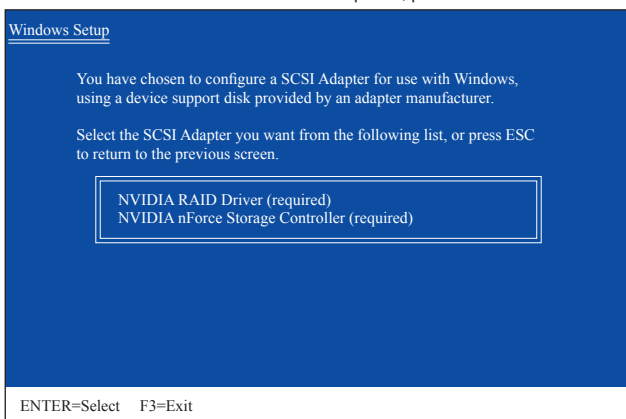 Windows Setup
You have chosen to configure a SCSI Adapter for use with Windows,
using a device support disk provided by an adapter manufacturer.
Select the SCSI Adapter you want from the following list, or press ESC
to return to the previous screen.
NVIDIA RAID Driver (required)
NVIDIA nForce Storage Controller (required)
ENTER=Select F3=Exit